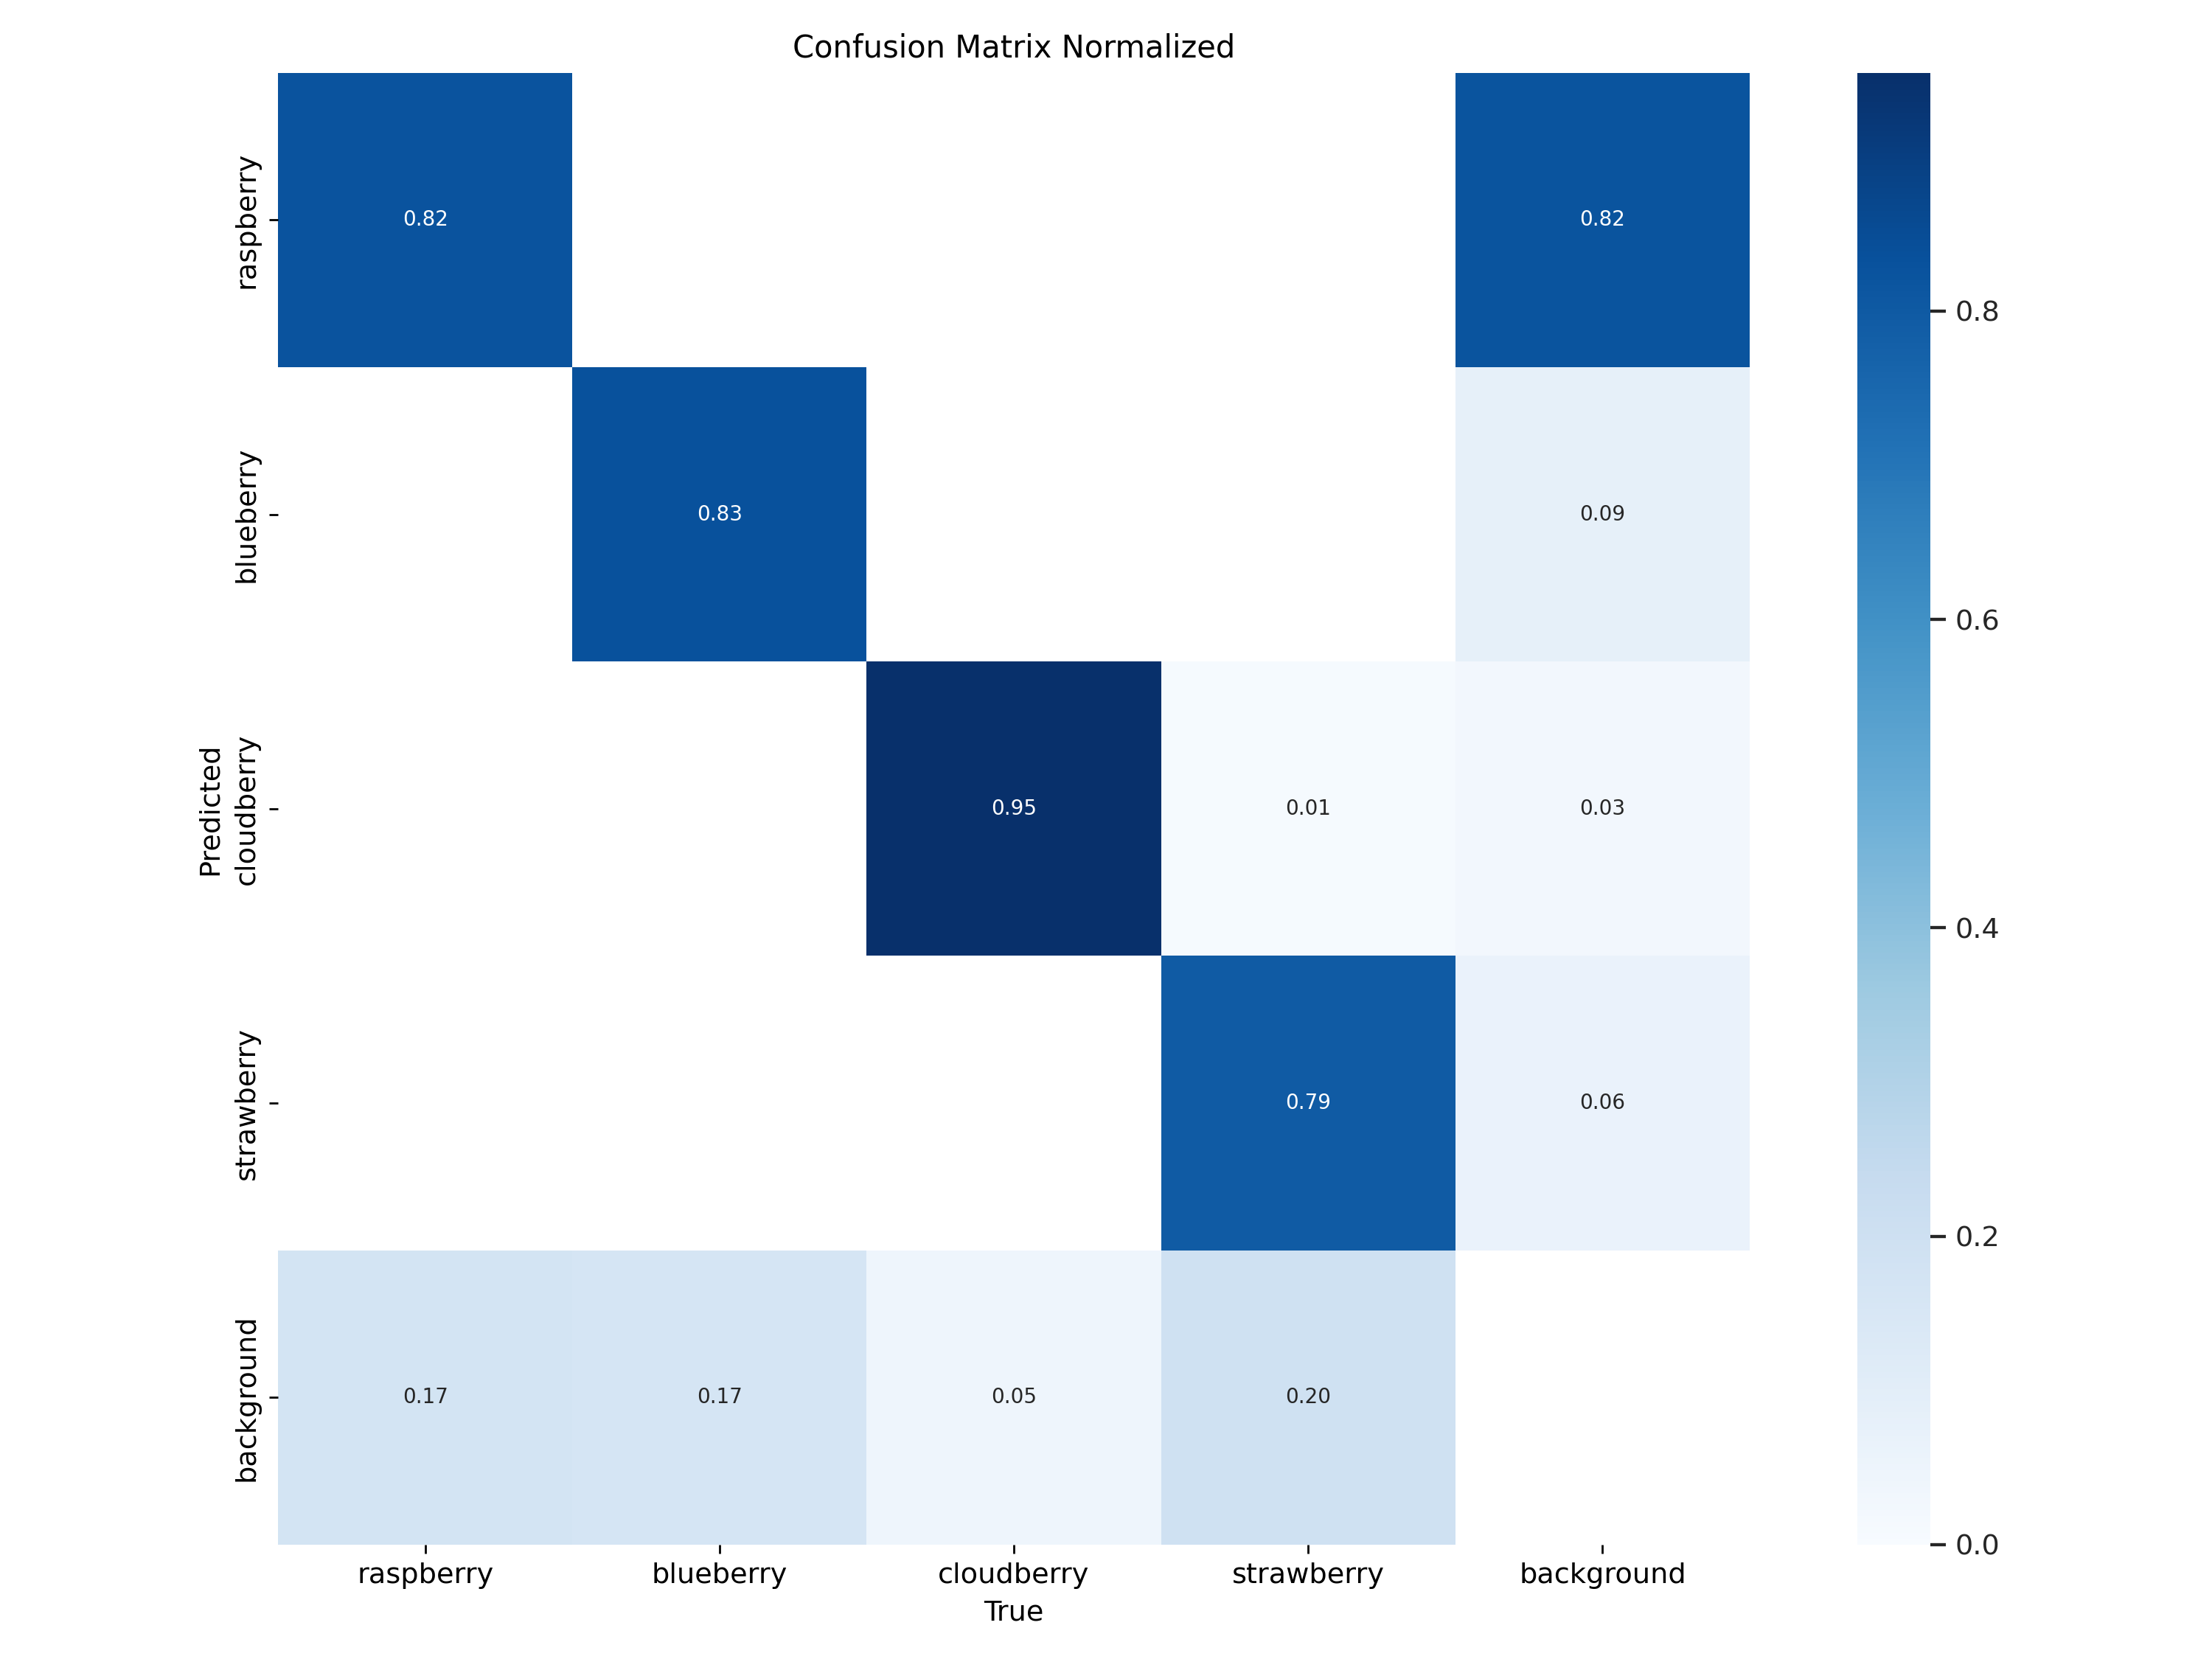 Confusion Matrix Normalized
raspberry
0.82
0.82
0.8
blueberry
0.83
0.09
0.6
Predicted
cloudberry
0.95
0.01
0.03
0.4
strawberry
0.79
0.06
0.2
background
0.17
0.17
0.05
0.20
0.0
raspberry
blueberry
cloudberry
strawberry
background
True